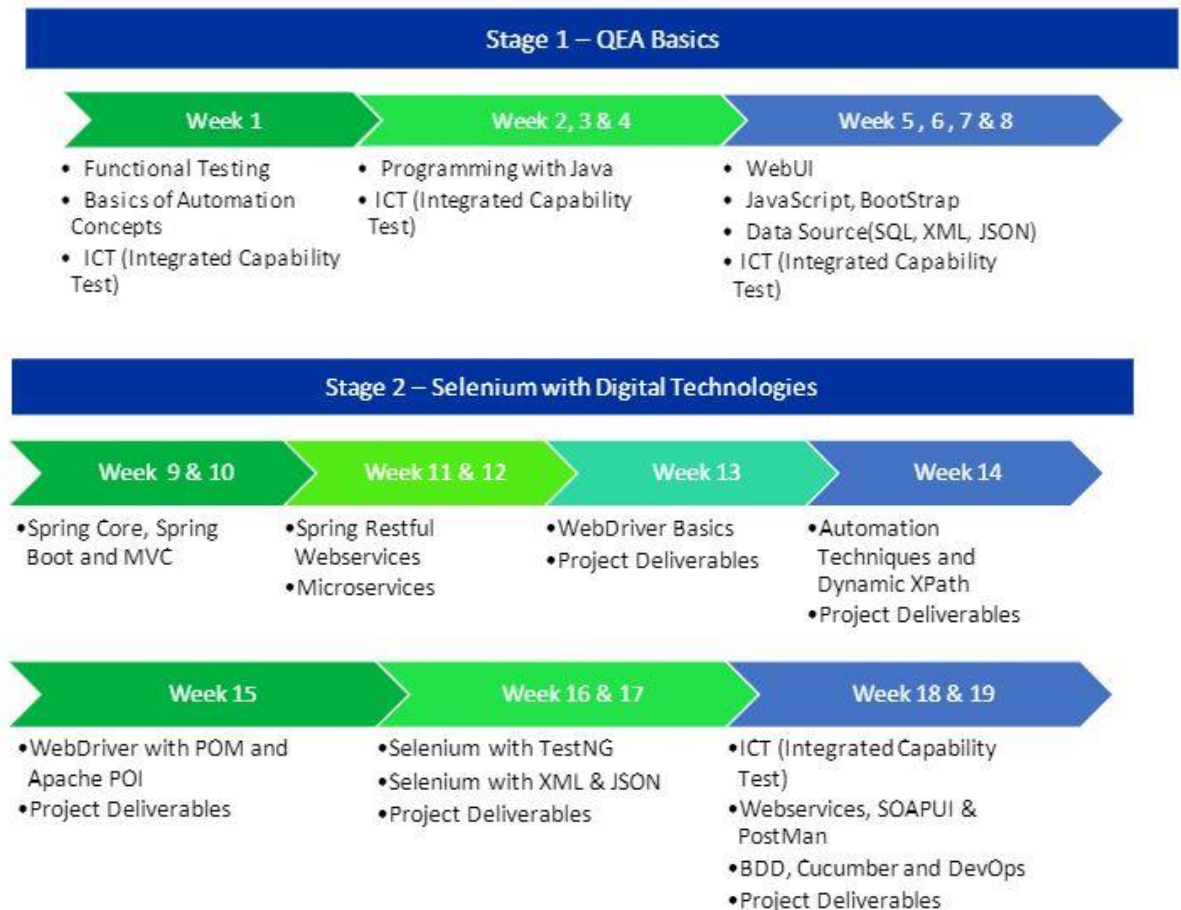 Stage 1 – QEA Basics
Week 1
Week 2, 3 & 4
Week 5 , 6 , 7 & 8
• Functional Testing
• Basics of Automation
Concepts
• ICT (Integrated Capability
Test)
• Programming with Java
• ICT (Integrated Capability
Test)
• WebUI
• JavaScript, BootStrap
• Data Source(SQL, XML, JSON)
• ICT (Integrated Capability
Test)
Stage 2 – Selenium with Digital Technologies
Week 9 & 10
Week 11 & 12
Week 13
Week 14
•Spring Core, Spring
Boot and MVC
•Spring Restful
Webservices
•Microservices
•WebDriver Basics
•Project Deliverables
•Automation
Techniques and
Dynamic XPath
•Project Deliverables
Week 15
Week 16 & 17
Week 18 & 19
•WebDriver with POM and
Apache POI
•Project Deliverables
•Selenium with TestNG
•Selenium with XML & JSON
•Project Deliverables
•ICT (Integrated Capability
Test)
•Webservices, SOAPUI &
PostMan
•BDD, Cucumber and DevOps
•Project Deliverables